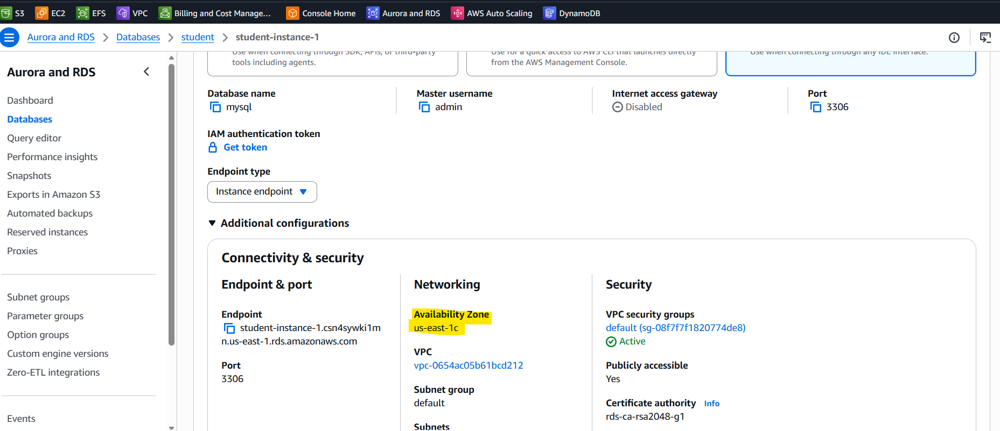 S3 EC2 EFS VPC Billing and Cost Manage... Console Home Aurora and RDS AWS Auto Scaling DynamoDB
Aurora and RDS Databases student student-instance-1
Aurora and RDS
Dashboard
Databases
Query editor
Performance insights
Snapshots
Exports in Amazon S3
Automated backups
Reserved instances
Proxies
Subnet groups
Parameter groups
Option groups
Custom engine versions
Zero-ETL integrations
Events
Use when connecting through SDK, APIs, or third-party
tools including agents.
Use for a quick access to AWS CLI that launches directly
from the AWS Management Console.
Use when connecting through any IDE interface.
Database name
mysql
Master username
admin
Internet access gateway
Disabled
Port
3306
IAM authentication token
Get token
Endpoint type
Instance endpoint
Additional configurations
Connectivity & security
Endpoint & port
Endpoint
student-instance-1.csn4sywki1m
n.us-east-1.rds.amazonaws.com
Port
3306
Networking
Availability Zone
us-east-1c
VPC
vpc-0654ac05b61bcd212
Subnet group
default
Subnets
Security
VPC security groups
default (sg-08f7f7f1820774de8)
Active
Publicly accessible
Yes
Certificate authority Info
rds-ca-rsa2048-g1